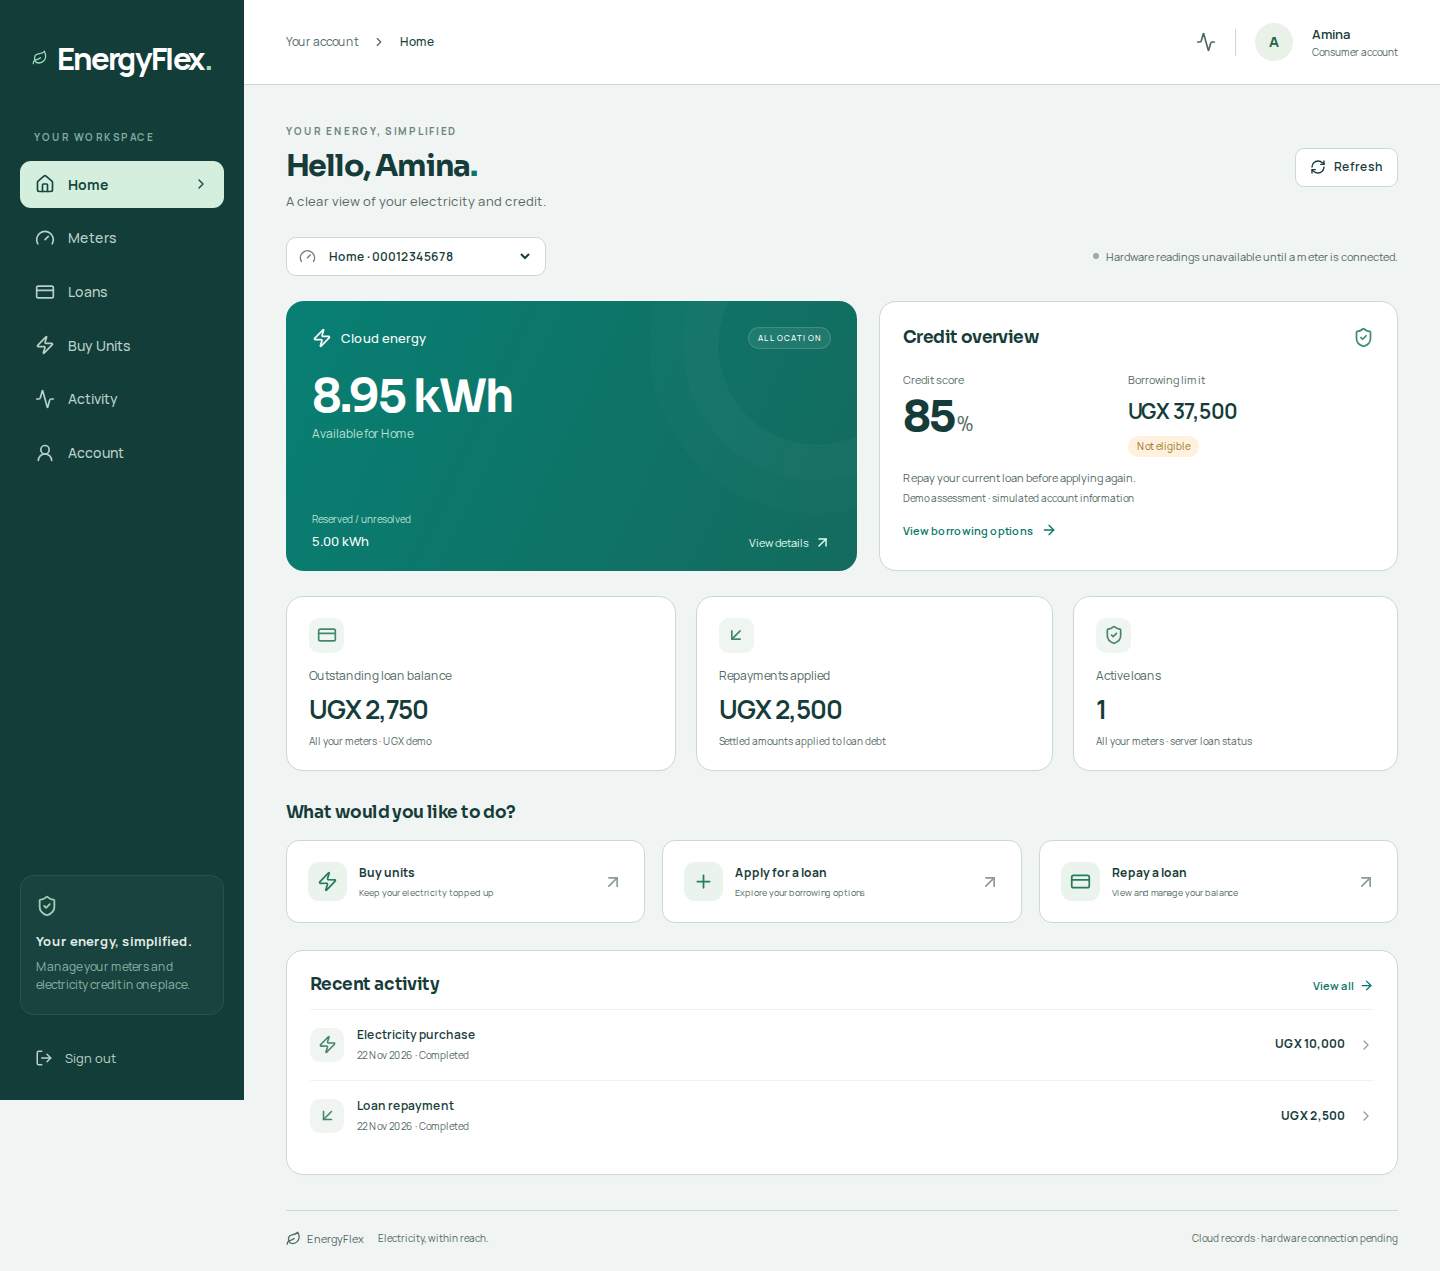 EnergyFlex.
YOUR WORKSPACE
Home
Meters
Loans
Buy Units
Activity
Account
Your energy, simplified.
Manage your meters and
electricity credit in one place.
Sign out
Your account
Home
A
Amina
Consumer account
YOUR ENERGY, SIMPLIFIED
Hello, Amina.
A clear view of your electricity and credit.
Refresh
Home · 00012345678
Hardware readings unavailable until a meter is connected.
Cloud energy
ALLOCATION
8.95 kWh
Available for Home
Reserved / unresolved
5.00 kWh
View details
Credit overview
Credit score
85%
Borrowing limit
UGX 37,500
Not eligible
Repay your current loan before applying again.
Demo assessment · simulated account information
View borrowing options
Outstanding loan balance
UGX 2,750
All your meters · UGX demo
Repayments applied
UGX 2,500
Settled amounts applied to loan debt
Active loans
1
All your meters · server loan status
What would you like to do?
Buy units
Keep your electricity topped up
Apply for a loan
Explore your borrowing options
Repay a loan
View and manage your balance
Recent activity
View all
Electricity purchase
22 Nov 2026 · Completed
UGX 10,000
Loan repayment
22 Nov 2026 · Completed
UGX 2,500
EnergyFlex
Electricity, within reach.
Cloud records · hardware connection pending